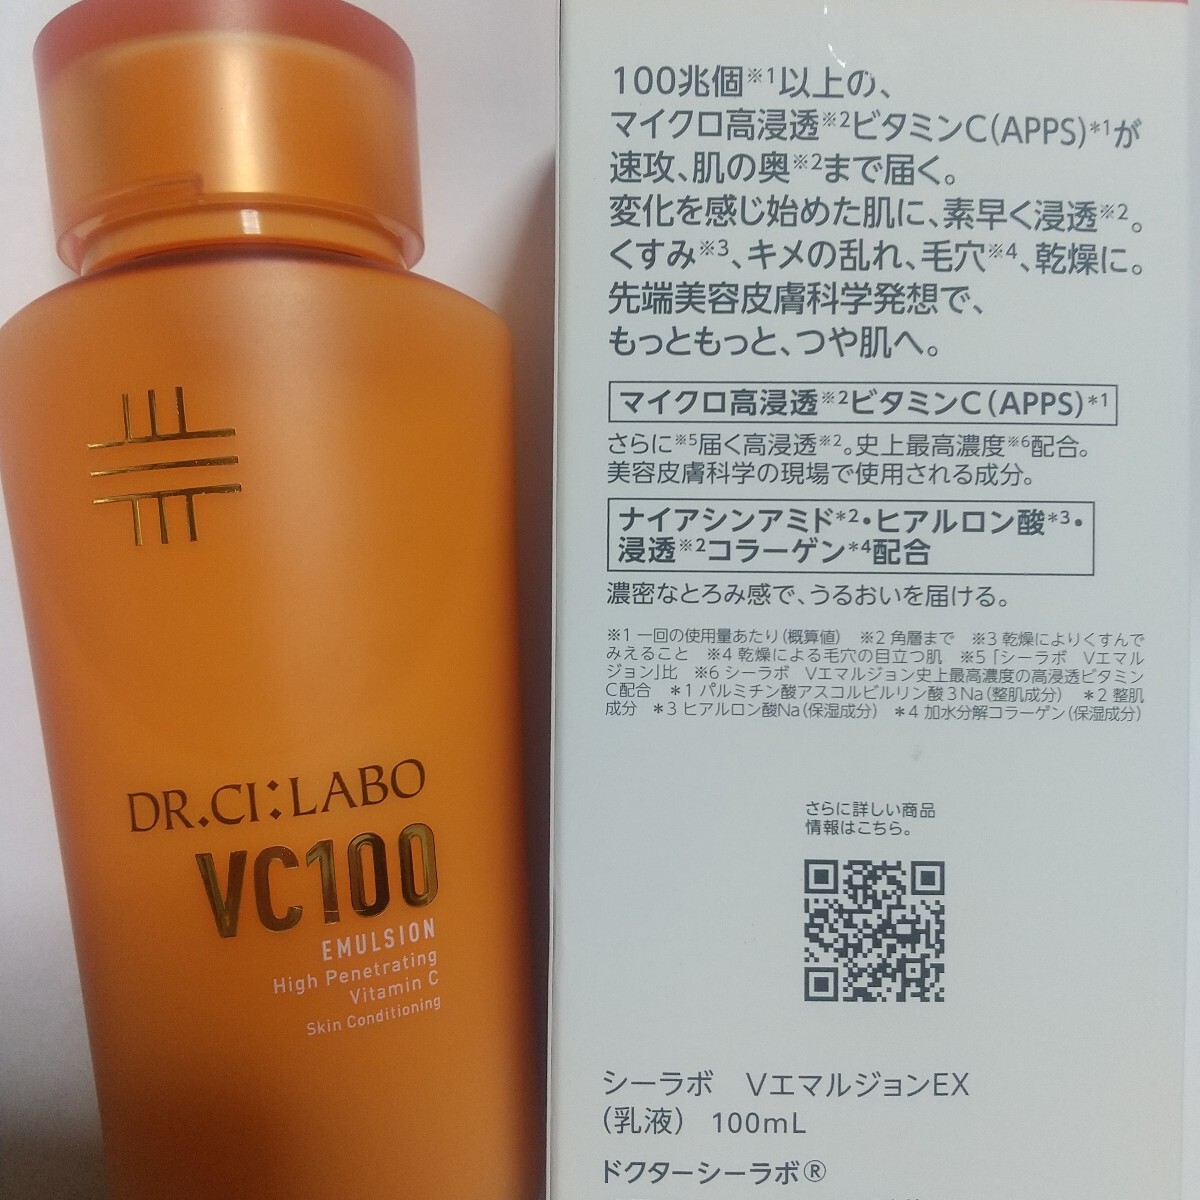 DR.CI:LABO
VC100
EMULSION
High Penetrating
Vitamin C
Skin Conditioning
100兆個※1以上の、
マイクロ高浸透※2ビタミンC(APPS)*1が
速攻、肌の奥※2まで届く。
変化を感じ始めた肌に、素早く浸透※2。
くすみ※3、キメの乱れ、毛穴※4、乾燥に。
先端美容皮膚科学発想で、
もっともっと、つや肌へ。
マイクロ高浸透※2ビタミンC(APPS)*1
さらに※5届く高浸透※2。史上最高濃度※6配合。
美容皮膚科学の現場で使用される成分。
ナイアシンアミド*2・ヒアルロン酸*3・
浸透※2コラーゲン*4配合
濃密なとろみ感で、うるおいを届ける。
※1 一回の使用量あたり(概算値) ※2 角層まで ※3 乾燥によりくすんで
みえること ※4 乾燥による毛穴の目立つ肌 ※5「シーラボ Vエマル
ジョン」比 ※6 シーラボ Vエマルジョン史上最高濃度の高浸透ビタミン
C配合 *1 パルミチン酸アスコルビルリン酸3Na(整肌成分) *2 整肌
成分 *3 ヒアルロン酸Na(保湿成分) *4 加水分解コラーゲン(保湿成分)
さらに詳しい商品
情報はこちら。
シーラボ VエマルジョンEX
(乳液) 100mL
ドクターシーラボ®